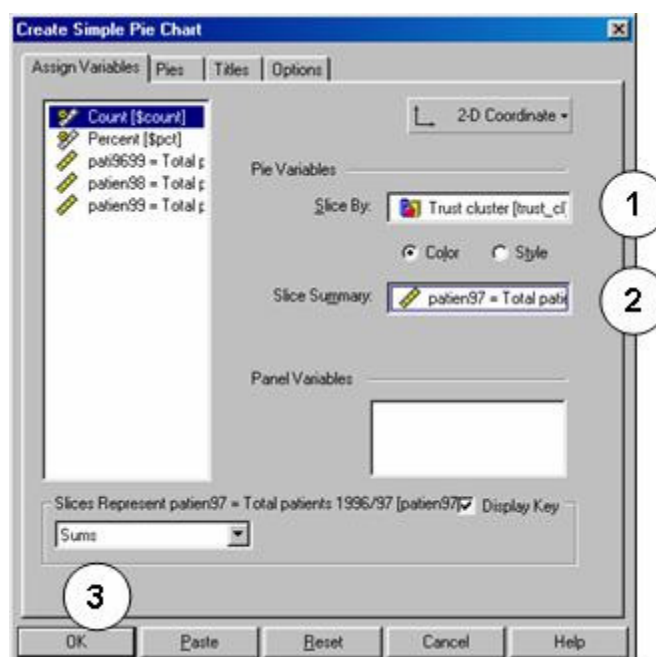 Create Simple Pie Chart
Assign Variables
Pies
Titles
Options
Count [$count]
Percent [$pct]
pati9699 = Total p
patien98 = Total p
patien99 = Total p
2-D Coordinate
Pie Variables
Slice By:
Trust cluster [trust_cl]
1
Color
Style
Slice Summary:
patien97 = Total patie
2
Panel Variables
Slices Represent patien97 = Total patients 1996/97 [patien97]
Display Key
Sums
3
OK
Paste
Reset
Cancel
Help